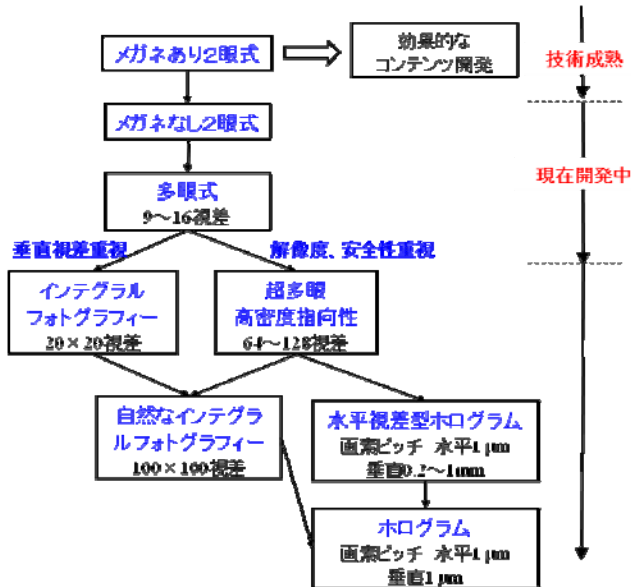 メガネあり2眼式
効果的な
コンテンツ開発
技術成熟
メガネなし2眼式
現在開発中
多眼式
9～16視差
垂直視差重視
解像度、安全性重視
インテグラル
フォトグラフィー
20×20視差
超多眼
高密度指向性
64～128視差
自然なインテグラ
ルフォトグラフィー
100×100視差
水平視差型ホログラム
画素ピッチ 水平1μm
垂直0.2～1mm
ホログラム
画素ピッチ 水平1μm
垂直1μm